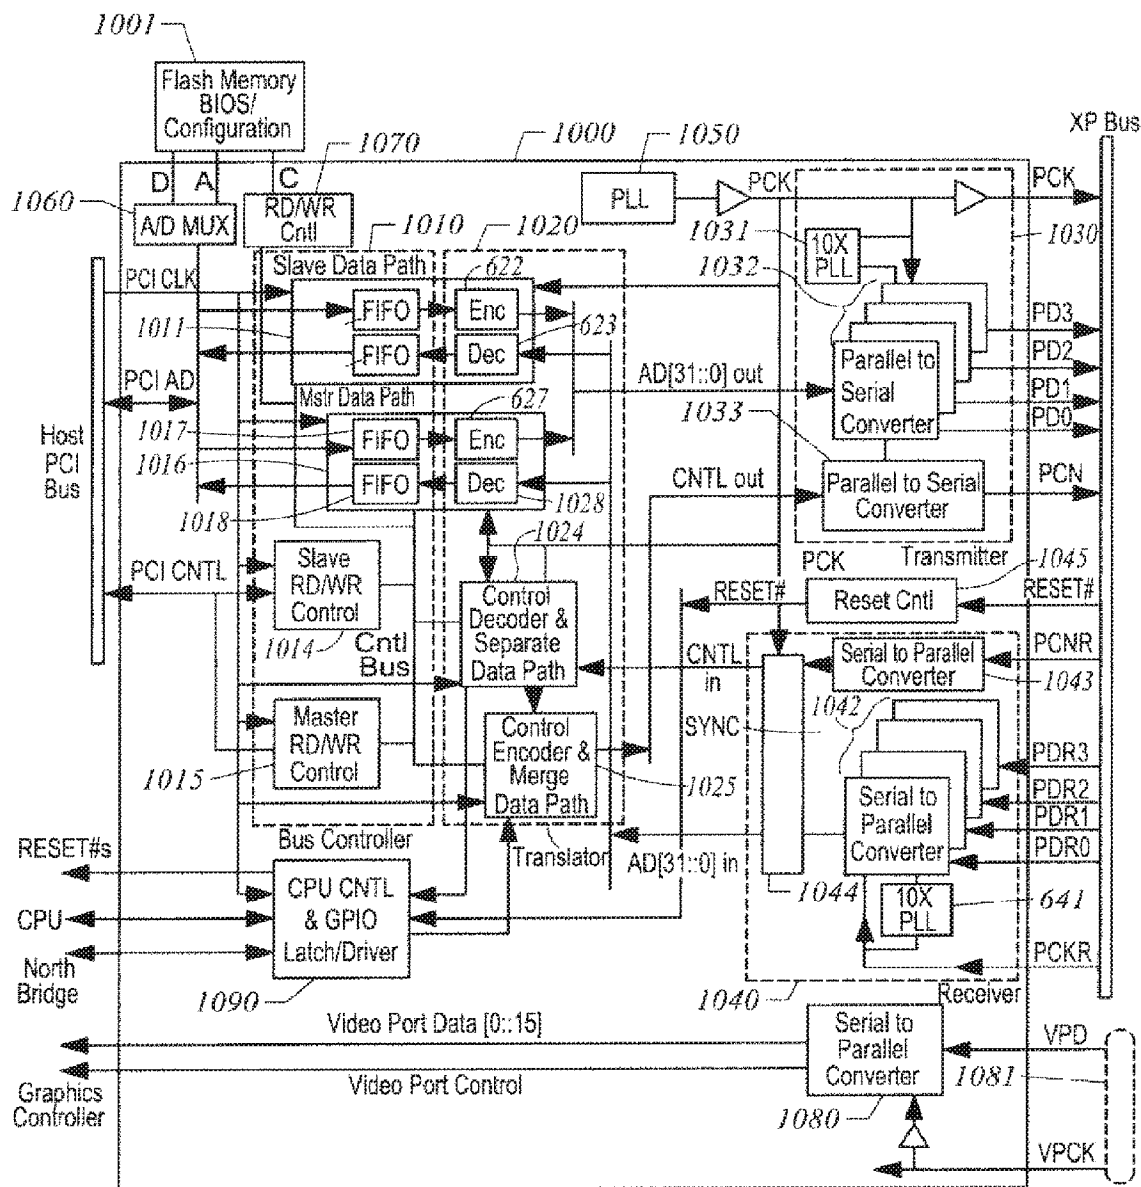 1001
Flash Memory
BIOS/
Configuration
1070
1000
1050
XP Bus
D
A
C
1060
A/D MUX
RD/WR
Cntl
1010
1020
PLL
PCK
PCK
1030
1031
10X
PLL
PCI CLK
Slave Data Path
622
1032
FIFO
Enc
1011
FIFO
Dec
623
PD3
PD2
PD1
PD0
PCI AD
AD[31::0] out
Parallel to
Serial
Converter
Mstr Data Path
627
1033
Host
PCI
Bus
1017
FIFO
Enc
1016
FIFO
Dec
1018
1028
CNTL out
Parallel to Serial
Converter
PCN
1024
PCK
Transmitter
1045
PCI CNTL
Slave
RD/WR
Control
1014
Control
Decoder &
Separate
Data Path
RESET#
Reset Cntl
RESET#
Cntl
Bus
CNTL
in
Serial to Parallel
Converter
PCNR
1043
1042
SYNC
Master
RD/WR
Control
1015
Control
Encoder &
Merge
Data Path
1025
PDR3
PDR2
PDR1
PDR0
Serial to
Parallel
Converter
Bus Controller
Translator
AD[31::0] in
1044
RESET#s
CPU
North
Bridge
CPU CNTL
& GPIO
Latch/Driver
1090
10X
PLL
641
PCKR
1040
Receiver
Video Port Data [0::15]
Video Port Control
Graphics
Controller
Serial to
Parallel
Converter
1080
VPD
1081
VPCK